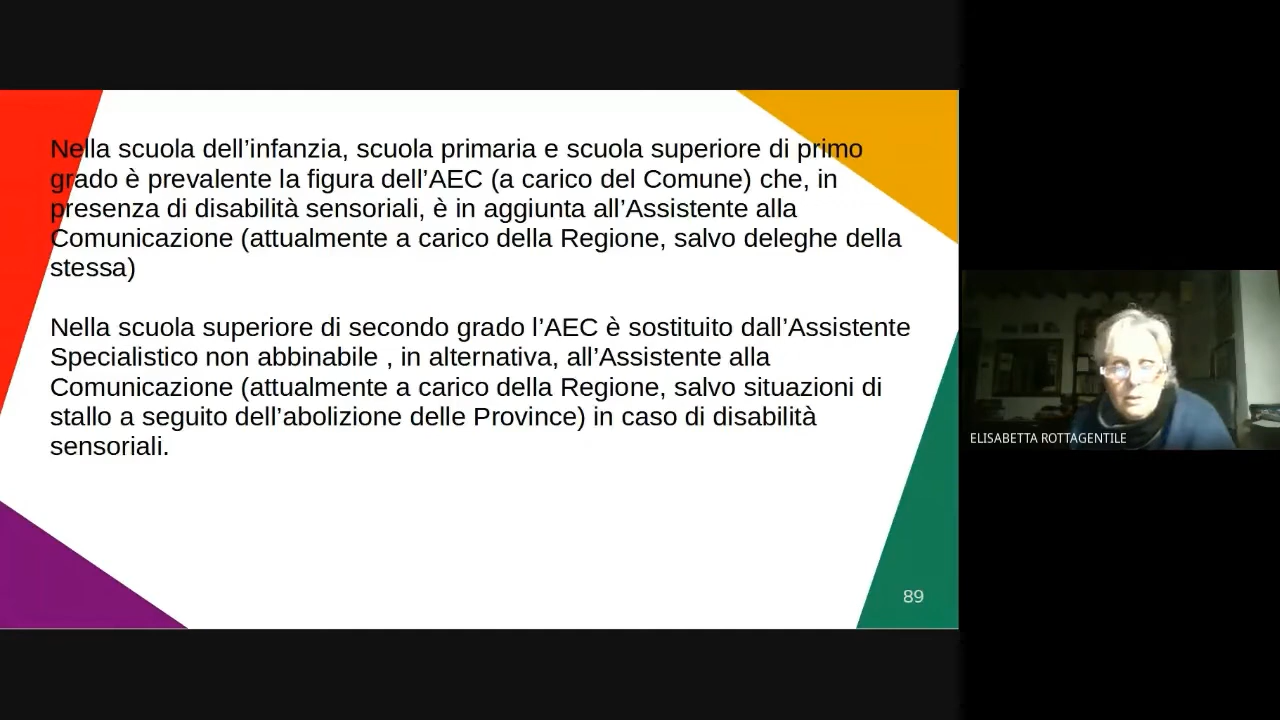 Nella scuola dell’infanzia, scuola primaria e scuola superiore di primo
grado è prevalente la figura dell’AEC (a carico del Comune) che, in
presenza di disabilità sensoriali, è in aggiunta all’Assistente alla
Comunicazione (attualmente a carico della Regione, salvo deleghe della
stessa)
Nella scuola superiore di secondo grado l’AEC è sostituito dall’Assistente
Specialistico non abbinabile , in alternativa, all’Assistente alla
Comunicazione (attualmente a carico della Regione, salvo situazioni di
stallo a seguito dell’abolizione delle Province) in caso di disabilità
sensoriali.
89
ELISABETTA ROTTAGENTILE